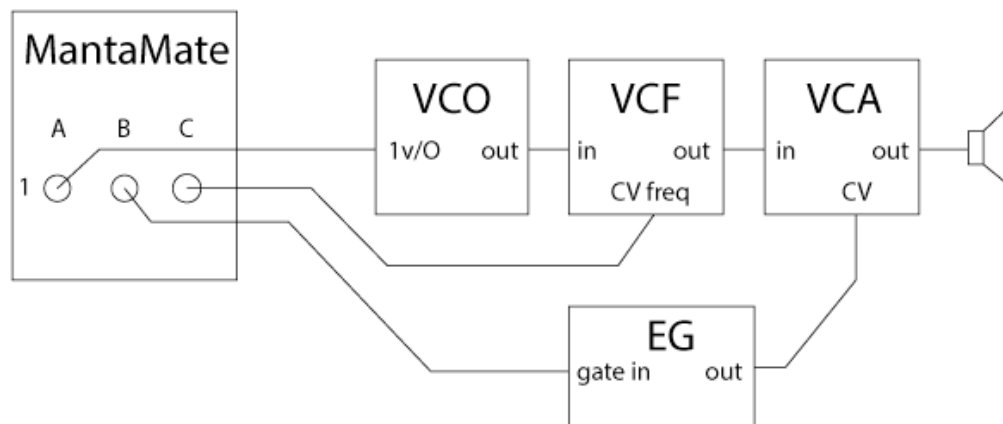 MantaMate
A B C
1
VCO
1v/O out
VCF
in out
CV freq
VCA
in out
CV
EG
gate in out